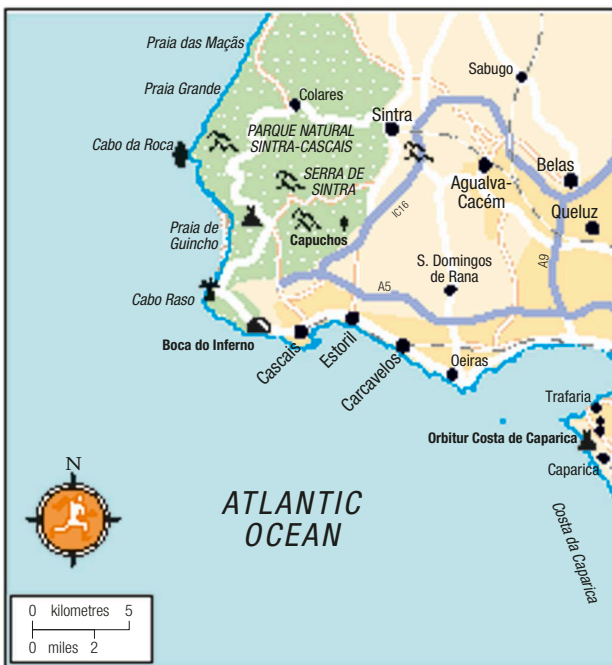 Praia das Maçãs
Sabugo
Praia Grande
Colares
Sintra
PARQUE NATURAL
SINTRA-CASCAIS
Cabo da Roca
Belas
Agualva-
Cacém
SERRA DE
SINTRA
IC16
Queluz
Praia de
Guincho
Capuchos
S. Domingos
de Rana
A9
A5
Cabo Raso
Boca do Inferno
Cascais
Estoril
Carcavelos
Oeiras
Trafaria
Orbitur Costa de Caparica
Caparica
N
ATLANTIC
OCEAN
Costa da Caparica
0 kilometres 5
0 miles 2